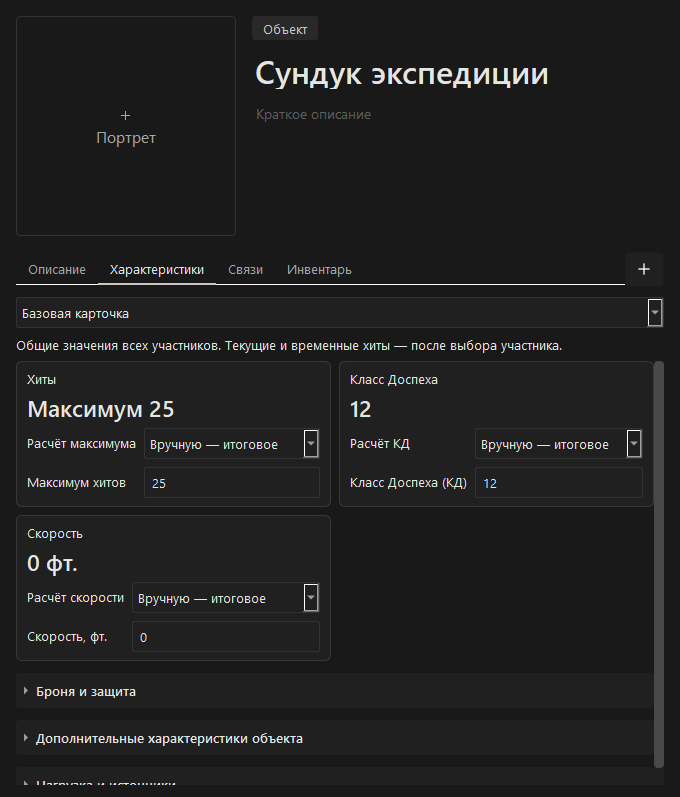 Объект
Сундук экспедиции
Краткое описание
+
Портрет
Описание Характеристики Связи Инвентарь +
Базовая карточка
Общие значения всех участников. Текущие и временные хиты — после выбора участника.
Хиты
Максимум 25
Расчёт максимума Вручную — итоговое
Максимум хитов 25
Класс Доспеха
12
Расчёт КД Вручную — итоговое
Класс Доспеха (КД) 12
Скорость
0 фт.
Расчёт скорости Вручную — итоговое
Скорость, фт. 0
Броня и защита
Дополнительные характеристики объекта
Нагрузка и источники